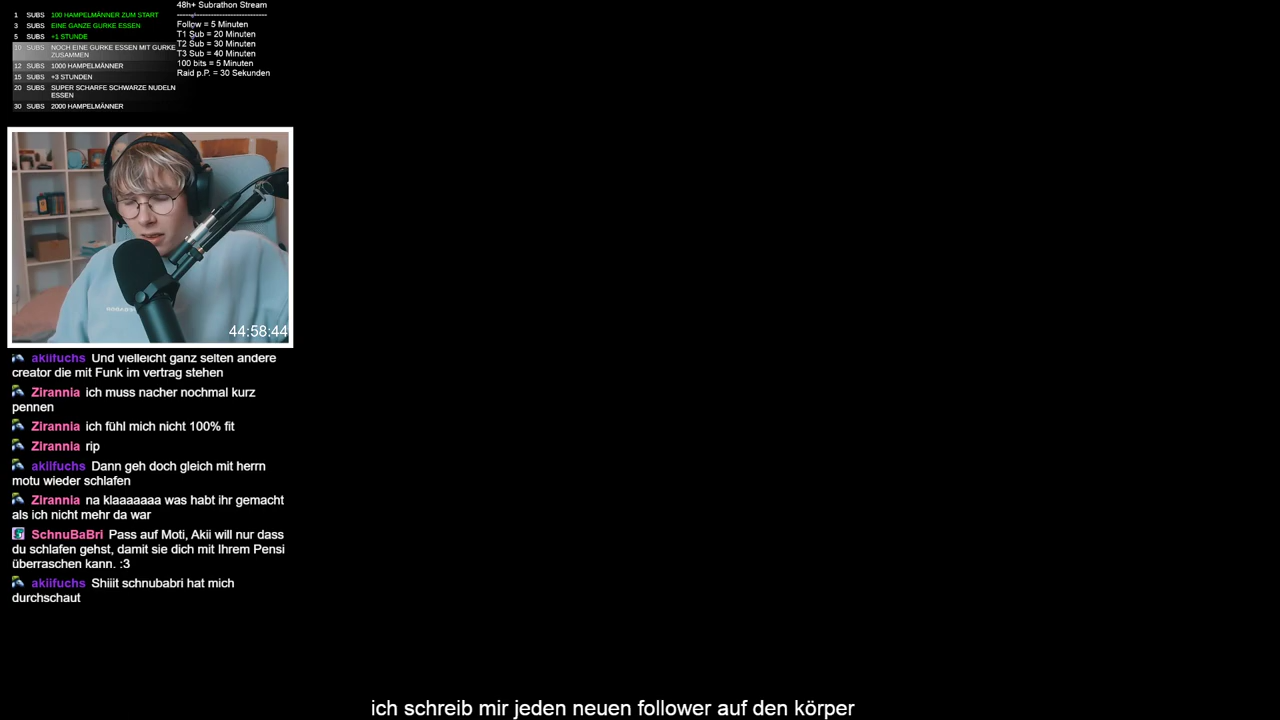 1 SUBS 100 HAMPELMÄNNER ZUM START
3 SUBS EINE GANZE GURKE ESSEN
5 SUBS +1 STUNDE
10 SUBS NOCH EINE GURKE ESSEN MIT GURKE
ZUSAMMEN
12 SUBS 1000 HAMPELMÄNNER
15 SUBS +3 STUNDEN
20 SUBS SUPER SCHARFE SCHWARZE NUDELN
ESSEN
30 SUBS 2000 HAMPELMÄNNER
48h+ Subrathon Stream
------------------------------
Follow = 5 Minuten
T1 Sub = 20 Minuten
T2 Sub = 30 Minuten
T3 Sub = 40 Minuten
100 bits = 5 Minuten
Raid p.P. = 30 Sekunden
44:58:44
akiifuchs Und vielleicht ganz selten andere
creator die mit Funk im vertrag stehen
Zirannia ich muss nacher nochmal kurz
pennen
Zirannia ich fühl mich nicht 100% fit
Zirannia rip
akiifuchs Dann geh doch gleich mit herrn
motu wieder schlafen
Zirannia na klaaaaaaa was habt ihr gemacht
als ich nicht mehr da war
SchnuBaBri Pass auf Moti, Akii will nur dass
du schlafen gehst, damit sie dich mit Ihrem Pensi
überraschen kann. :3
akiifuchs Shiiit schnubabri hat mich
durchschaut
ich schreib mir jeden neuen follower auf den körper